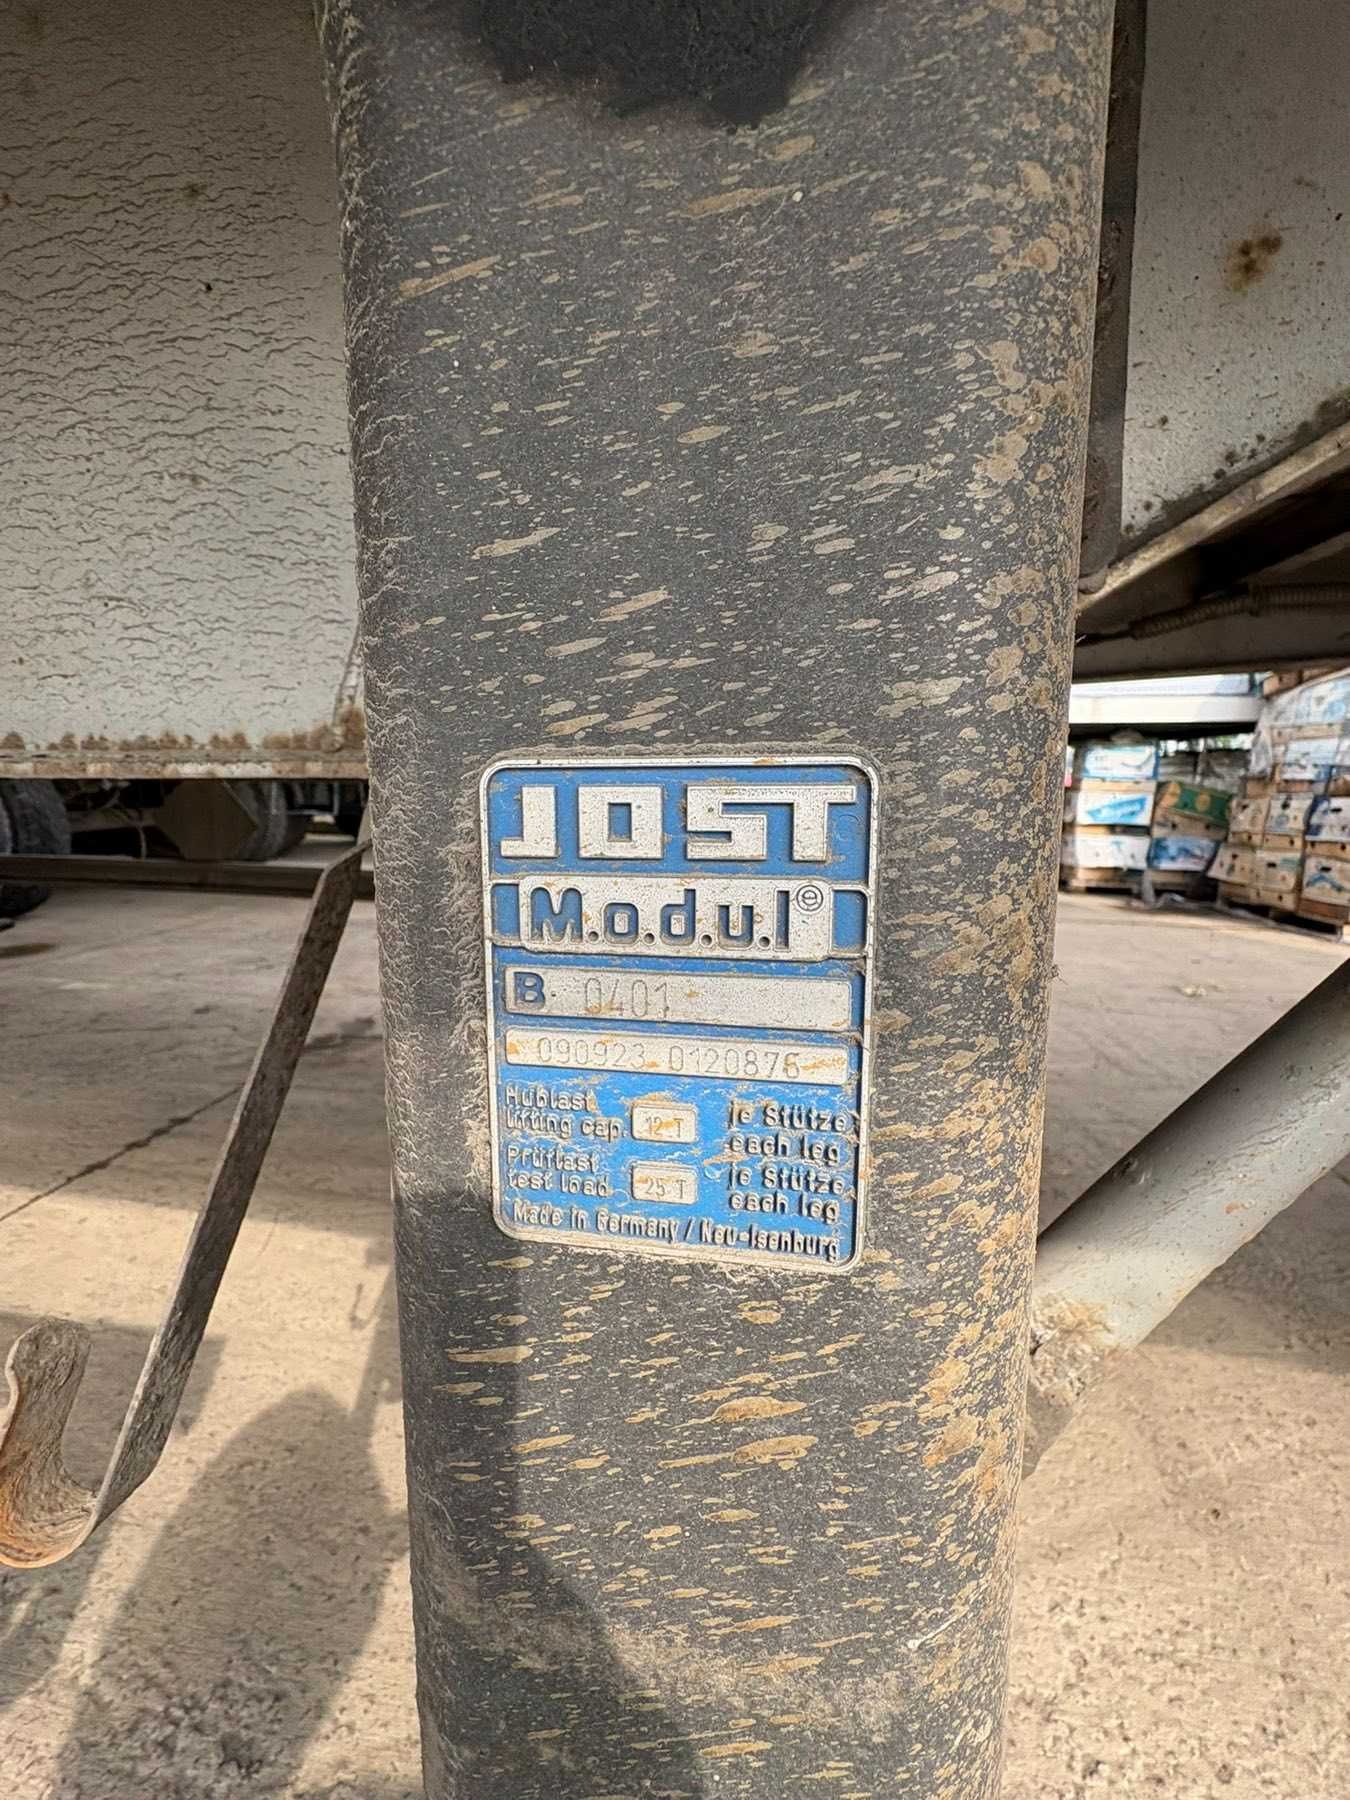 JOST
M.o.d.u.l®
B 0401
090923 0120876
Hublast je Stütze
lifting cap. 12 T each leg
Prüflast je Stütze
test load 25 T each leg
Made in Germany / Neu-Isenburg